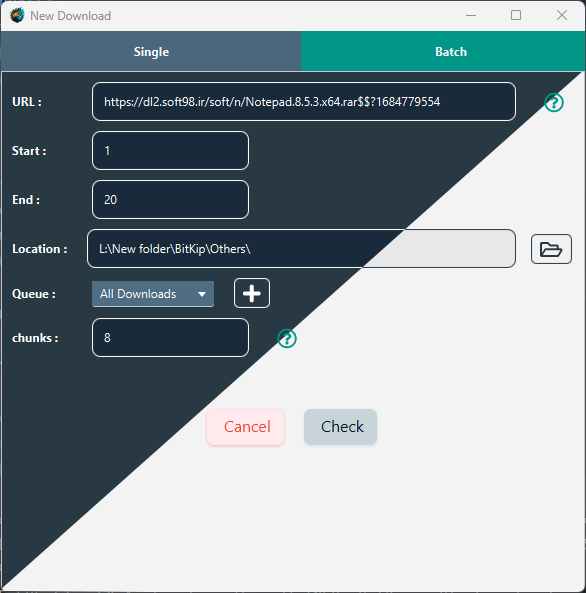 New Download
Single
Batch
URL :
https://dl2.soft98.ir/soft/n/Notepad.8.5.3.x64.rar$$?1684779554
?
Start :
1
End :
20
Location :
L:\New folder\BitKip\Others\
Queue :
All Downloads
chunks :
8
?
Cancel
Check